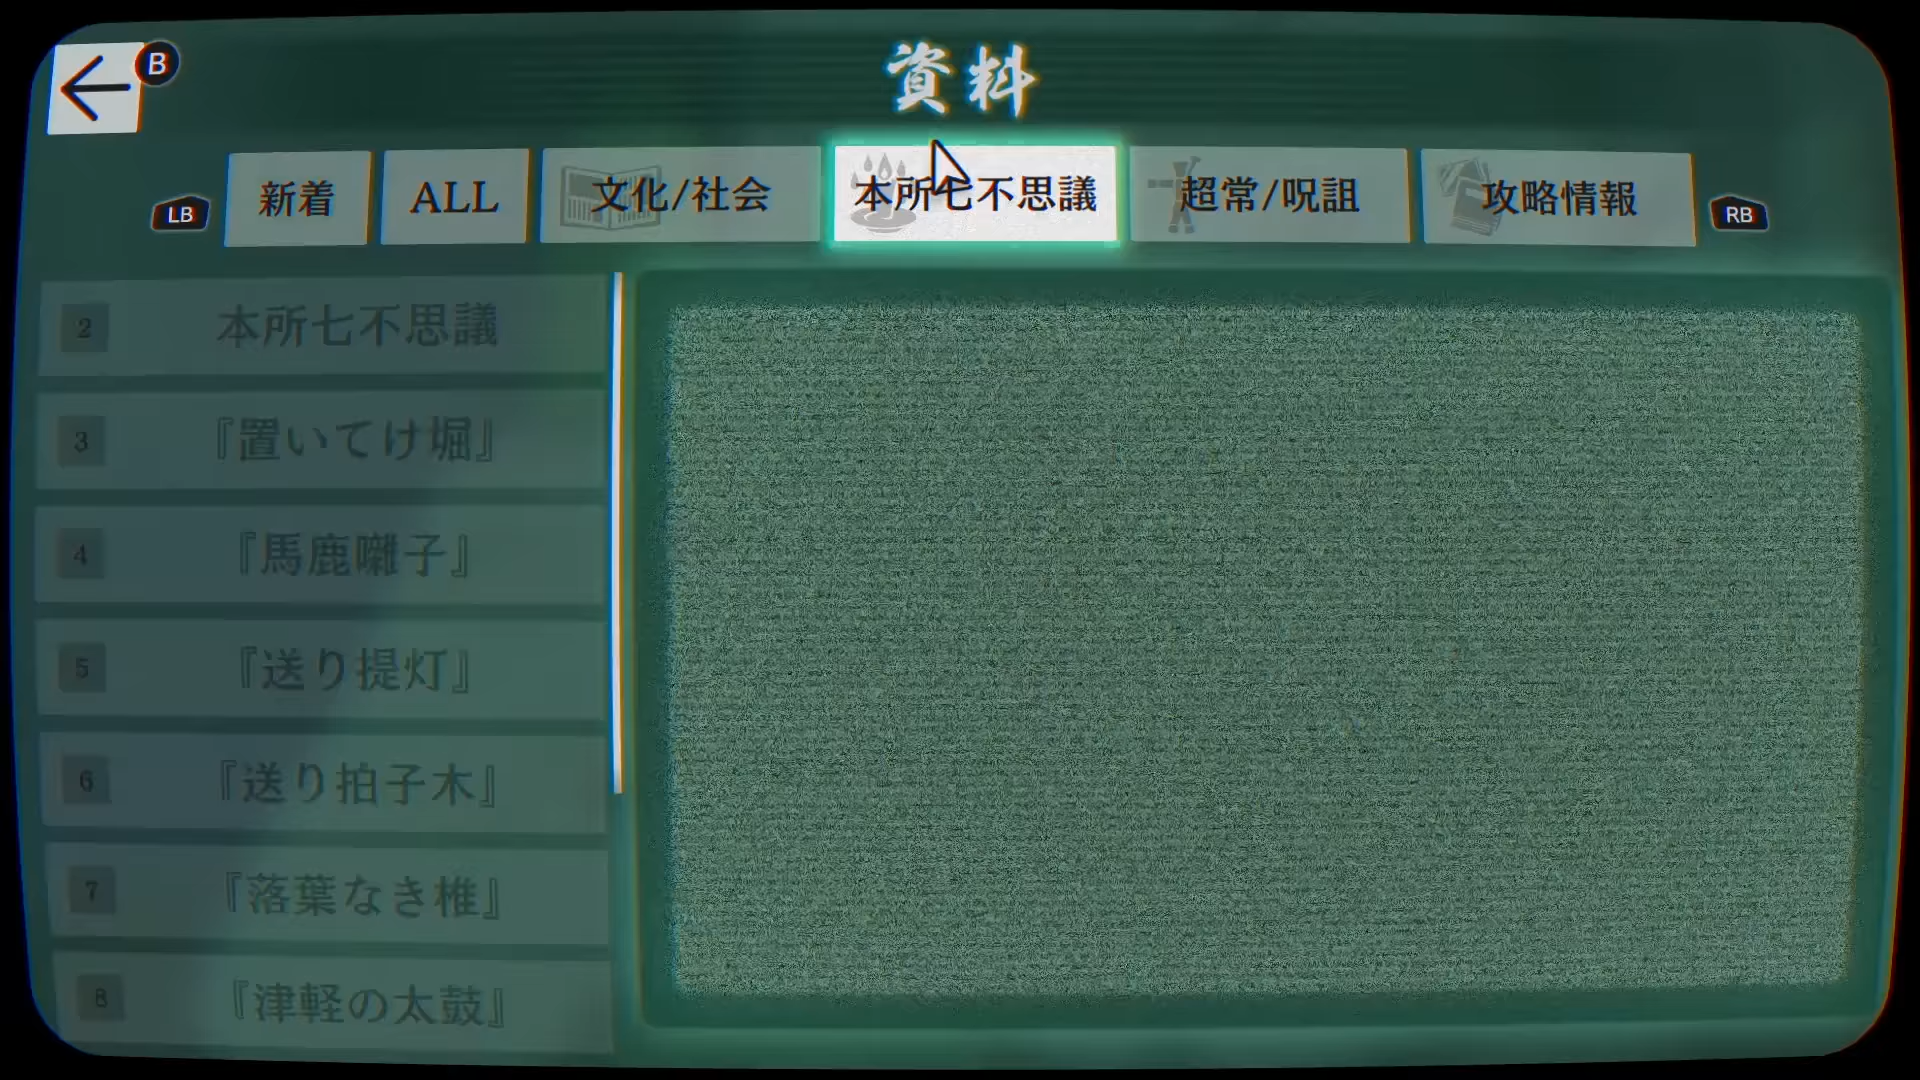 B
資料
LB
新着
ALL
文化/社会
本所七不思議
超常/呪詛
攻略情報
RB
2 本所七不思議
3 『置いてけ堀』
4 『馬鹿囃子』
5 『送り提灯』
6 『送り拍子木』
7 『落葉なき椎』
8 『津軽の太鼓』